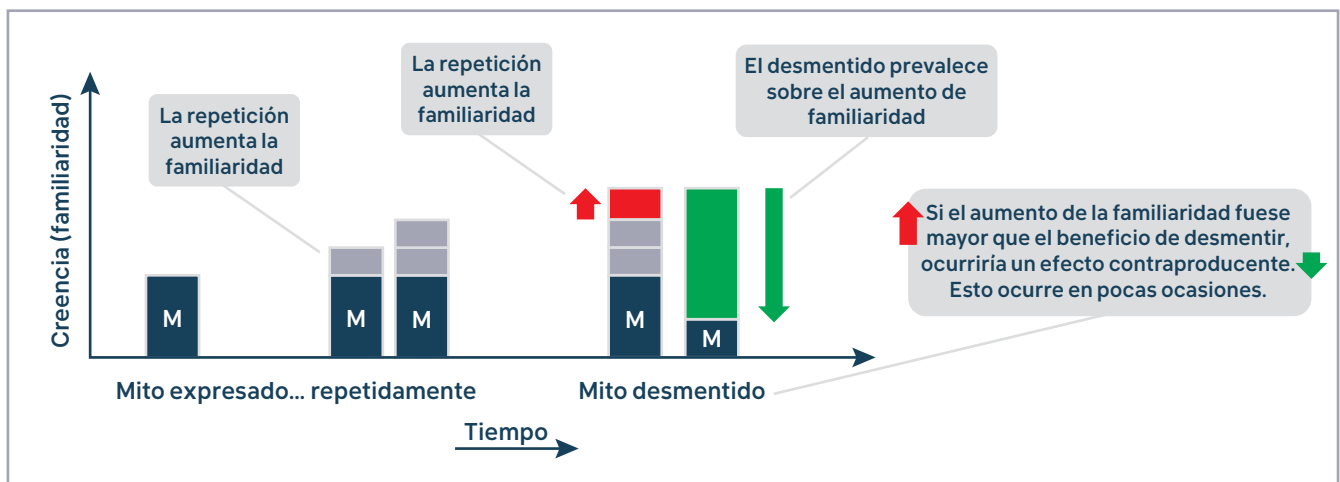 La repetición
aumenta la
familiaridad
La repetición
aumenta la
familiaridad
El desmentido prevalece
sobre el aumento de
familiaridad
Si el aumento de la familiaridad fuese
mayor que el beneficio de desmentir,
ocurriría un efecto contraproducente.
Esto ocurre en pocas ocasiones.
Creencia (familiaridad)
M
M
M
M
M
Mito expresado... repetidamente
Mito desmentido
Tiempo